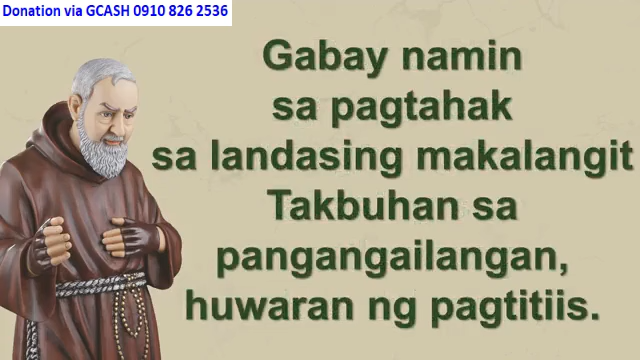 Donation via GCASH 0910 826 2536
Gabay namin
sa pagtahak
sa landasing makalangit
Takbuhan sa
pangangailangan,
huwaran ng pagtitiis.